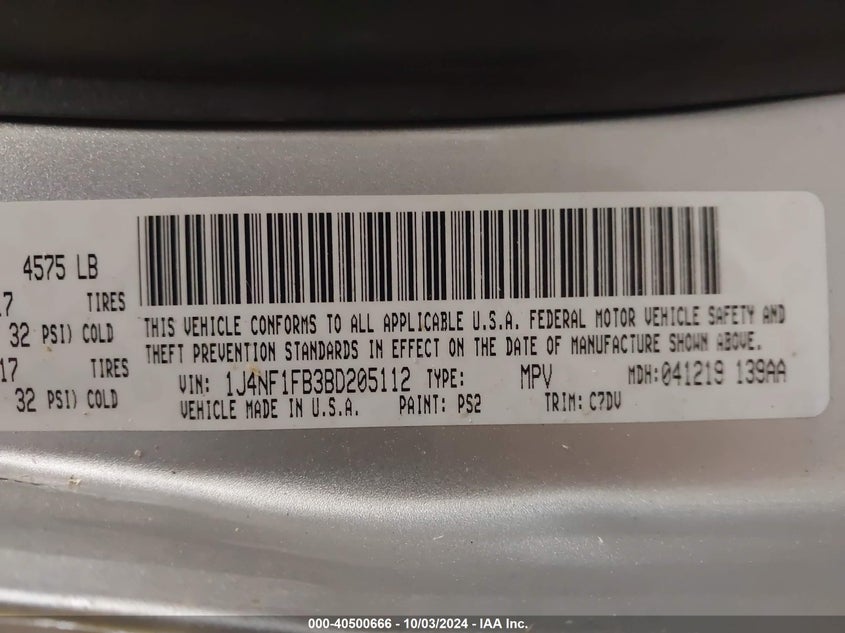 4575 LB
17 TIRES
32 PSI) COLD
17 TIRES
32 PSI) COLD
THIS VEHICLE CONFORMS TO ALL APPLICABLE U.S.A. FEDERAL MOTOR VEHICLE SAFETY AND
THEFT PREVENTION STANDARDS IN EFFECT ON THE DATE OF MANUFACTURE SHOWN ABOVE.
VIN: 1J4NF1FB3BD205112 TYPE: MPV MDH:041219 139AA
VEHICLE MADE IN U.S.A. PAINT: PS2 TRIM: C7DV
000-40500666 - 10/03/2024 - IAA Inc.